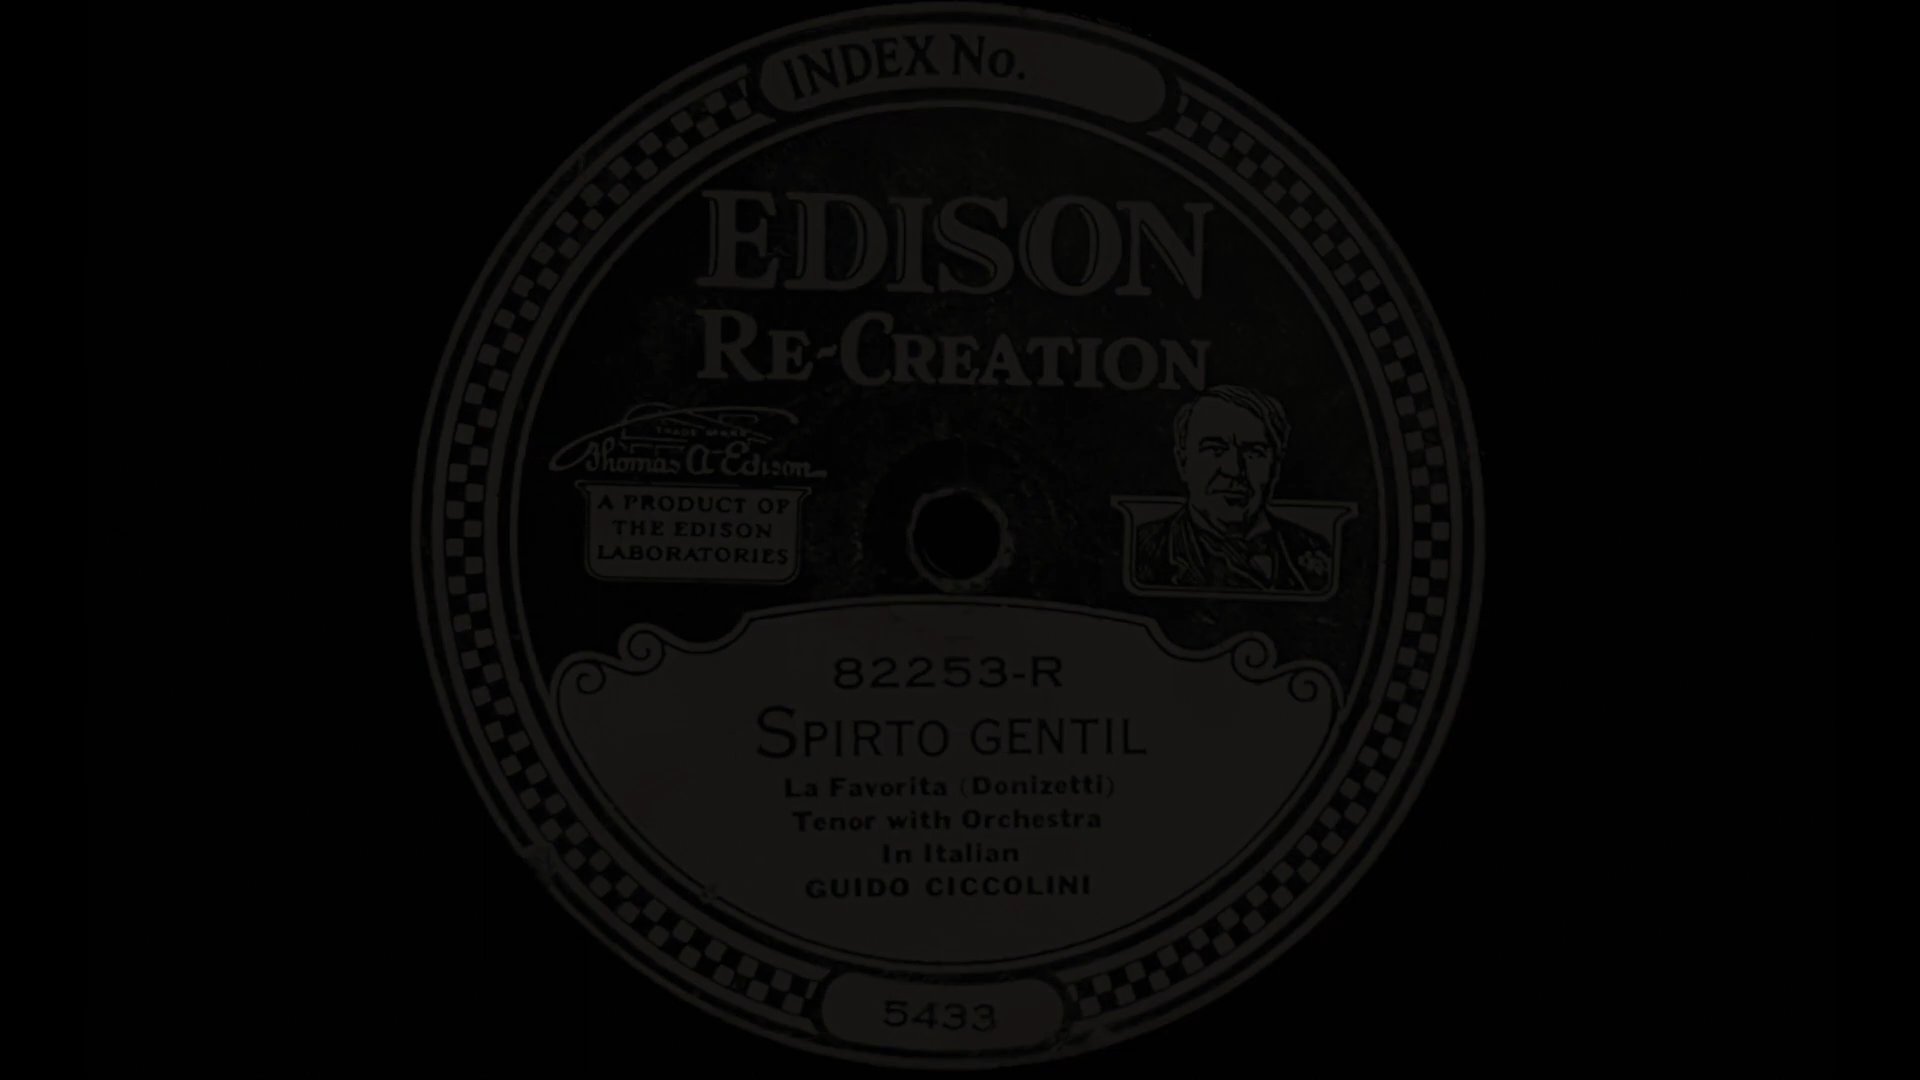 INDEX No.
EDISON
RE-CREATION
TRADE MARK
Thomas A Edison
A PRODUCT OF
THE EDISON
LABORATORIES
82253-R
SPIRTO GENTIL
La Favorita (Donizetti)
Tenor with Orchestra
In Italian
GUIDO CICCOLINI
5433